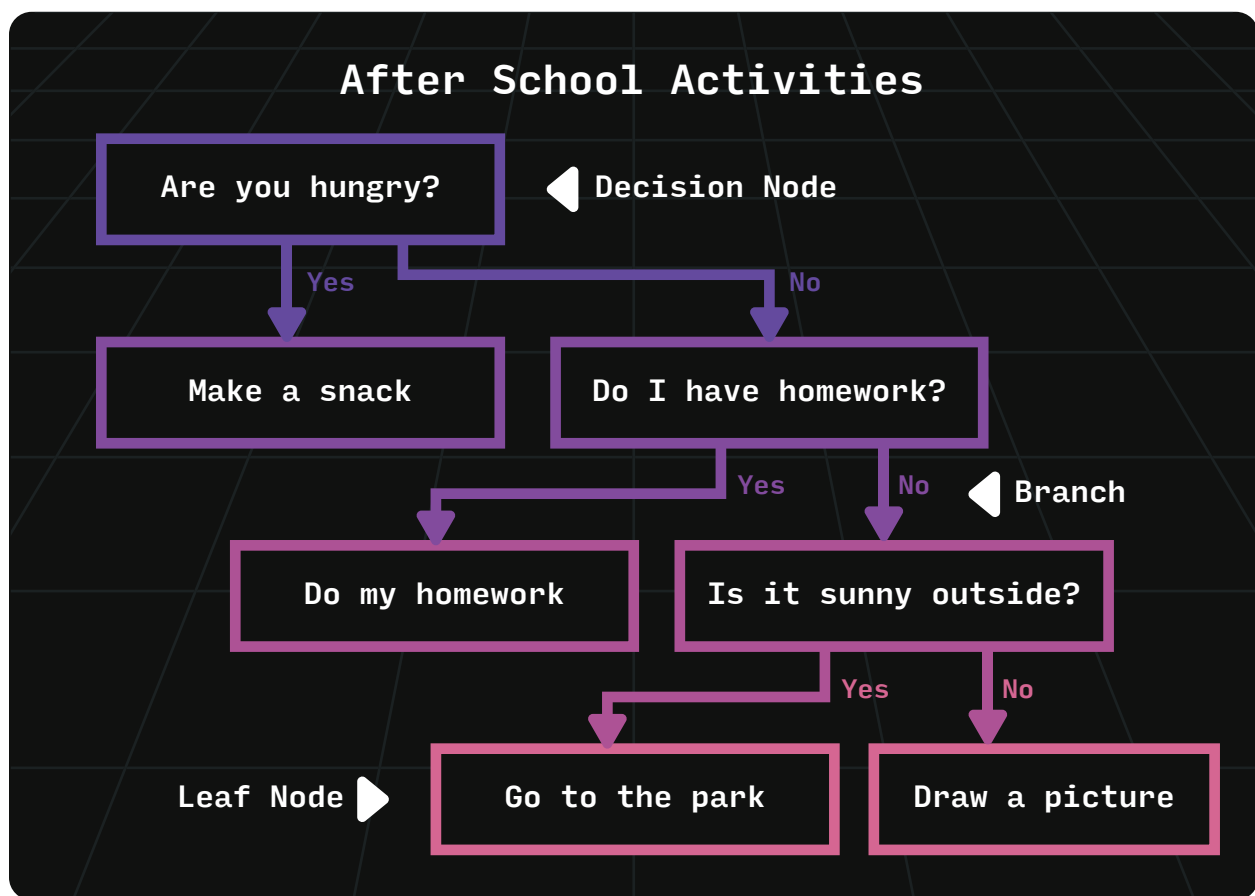 After School Activities
Are you hungry?
Decision Node
Yes
No
Make a snack
Do I have homework?
Yes
No
Branch
Do my homework
Is it sunny outside?
Yes
No
Leaf Node
Go to the park
Draw a picture